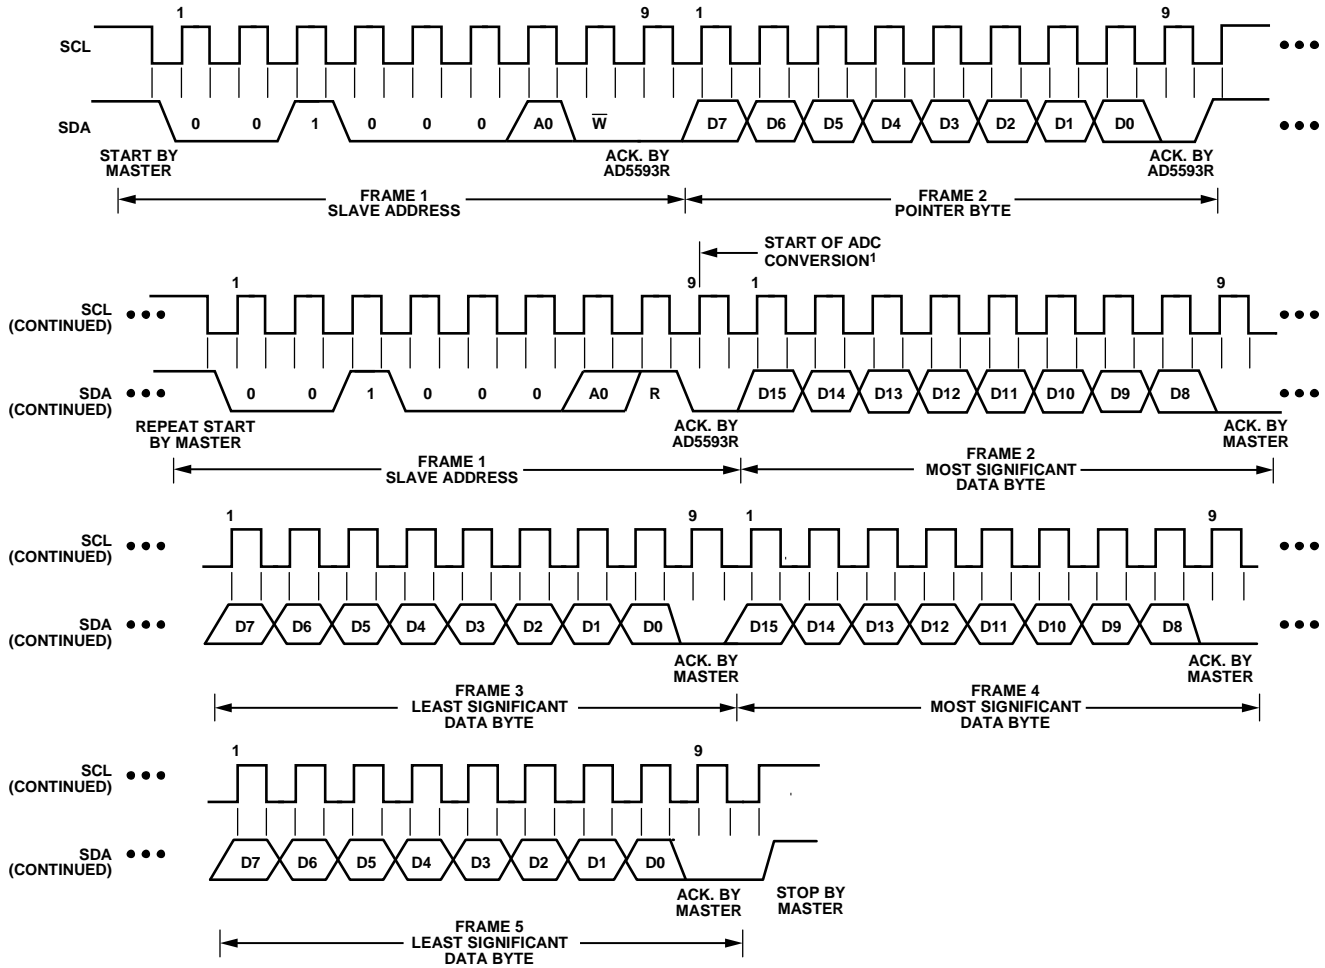 1 9 1 9
SCL
SDA
0 0 1 0 0 0 A0 W̅ D7 D6 D5 D4 D3 D2 D1 D0
START BY
MASTER
ACK. BY
AD5593R
ACK. BY
AD5593R
FRAME 1
SLAVE ADDRESS
FRAME 2
POINTER BYTE
START OF ADC
CONVERSION1
1 9 1 9
SCL
(CONTINUED)
SDA
(CONTINUED)
0 0 1 0 0 0 A0 R D15 D14 D13 D12 D11 D10 D9 D8
REPEAT START
BY MASTER
ACK. BY
AD5593R
ACK. BY
MASTER
FRAME 1
SLAVE ADDRESS
FRAME 2
MOST SIGNIFICANT
DATA BYTE
1 9 1 9
SCL
(CONTINUED)
SDA
(CONTINUED)
D7 D6 D5 D4 D3 D2 D1 D0 D15 D14 D13 D12 D11 D10 D9 D8
ACK. BY
MASTER
ACK. BY
MASTER
FRAME 3
LEAST SIGNIFICANT
DATA BYTE
FRAME 4
MOST SIGNIFICANT
DATA BYTE
1 9
SCL
(CONTINUED)
SDA
(CONTINUED)
D7 D6 D5 D4 D3 D2 D1 D0
ACK. BY
MASTER
STOP BY
MASTER
FRAME 5
LEAST SIGNIFICANT
DATA BYTE